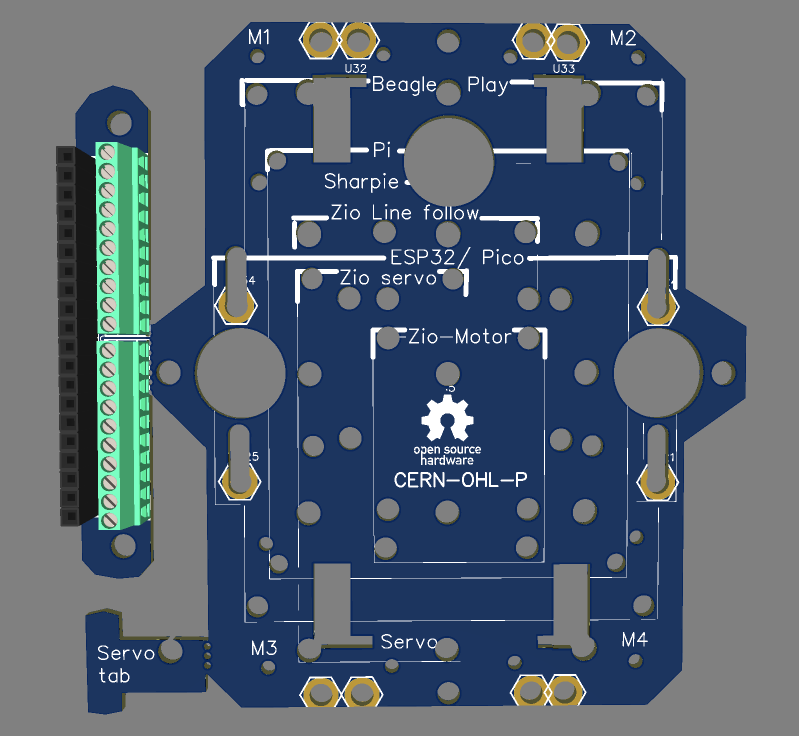 M1
M2
U32
U33
Beagle Play
Pi
Sharpie
Zio Line follow
ESP32/ Pico
Zio servo
Zio-Motor
open source
hardware
CERN-OHL-P
M3
Servo
M4
Servo
tab